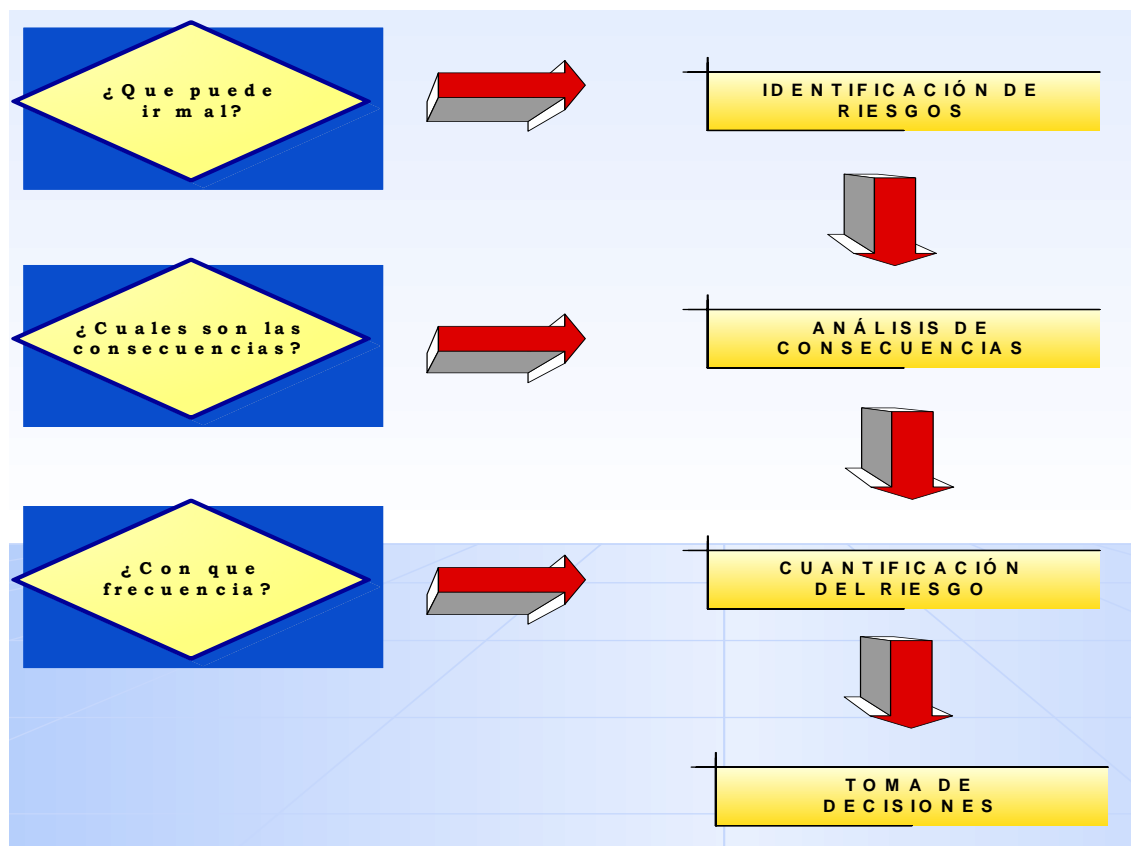 ¿Que puede
ir mal?
IDENTIFICACIÓN DE
RIESGOS
¿Cuales son las
consecuencias?
ANÁLISIS DE
CONSECUENCIAS
¿Con que
frecuencia?
CUANTIFICACIÓN
DEL RIESGO
TOMA DE
DECISIONES